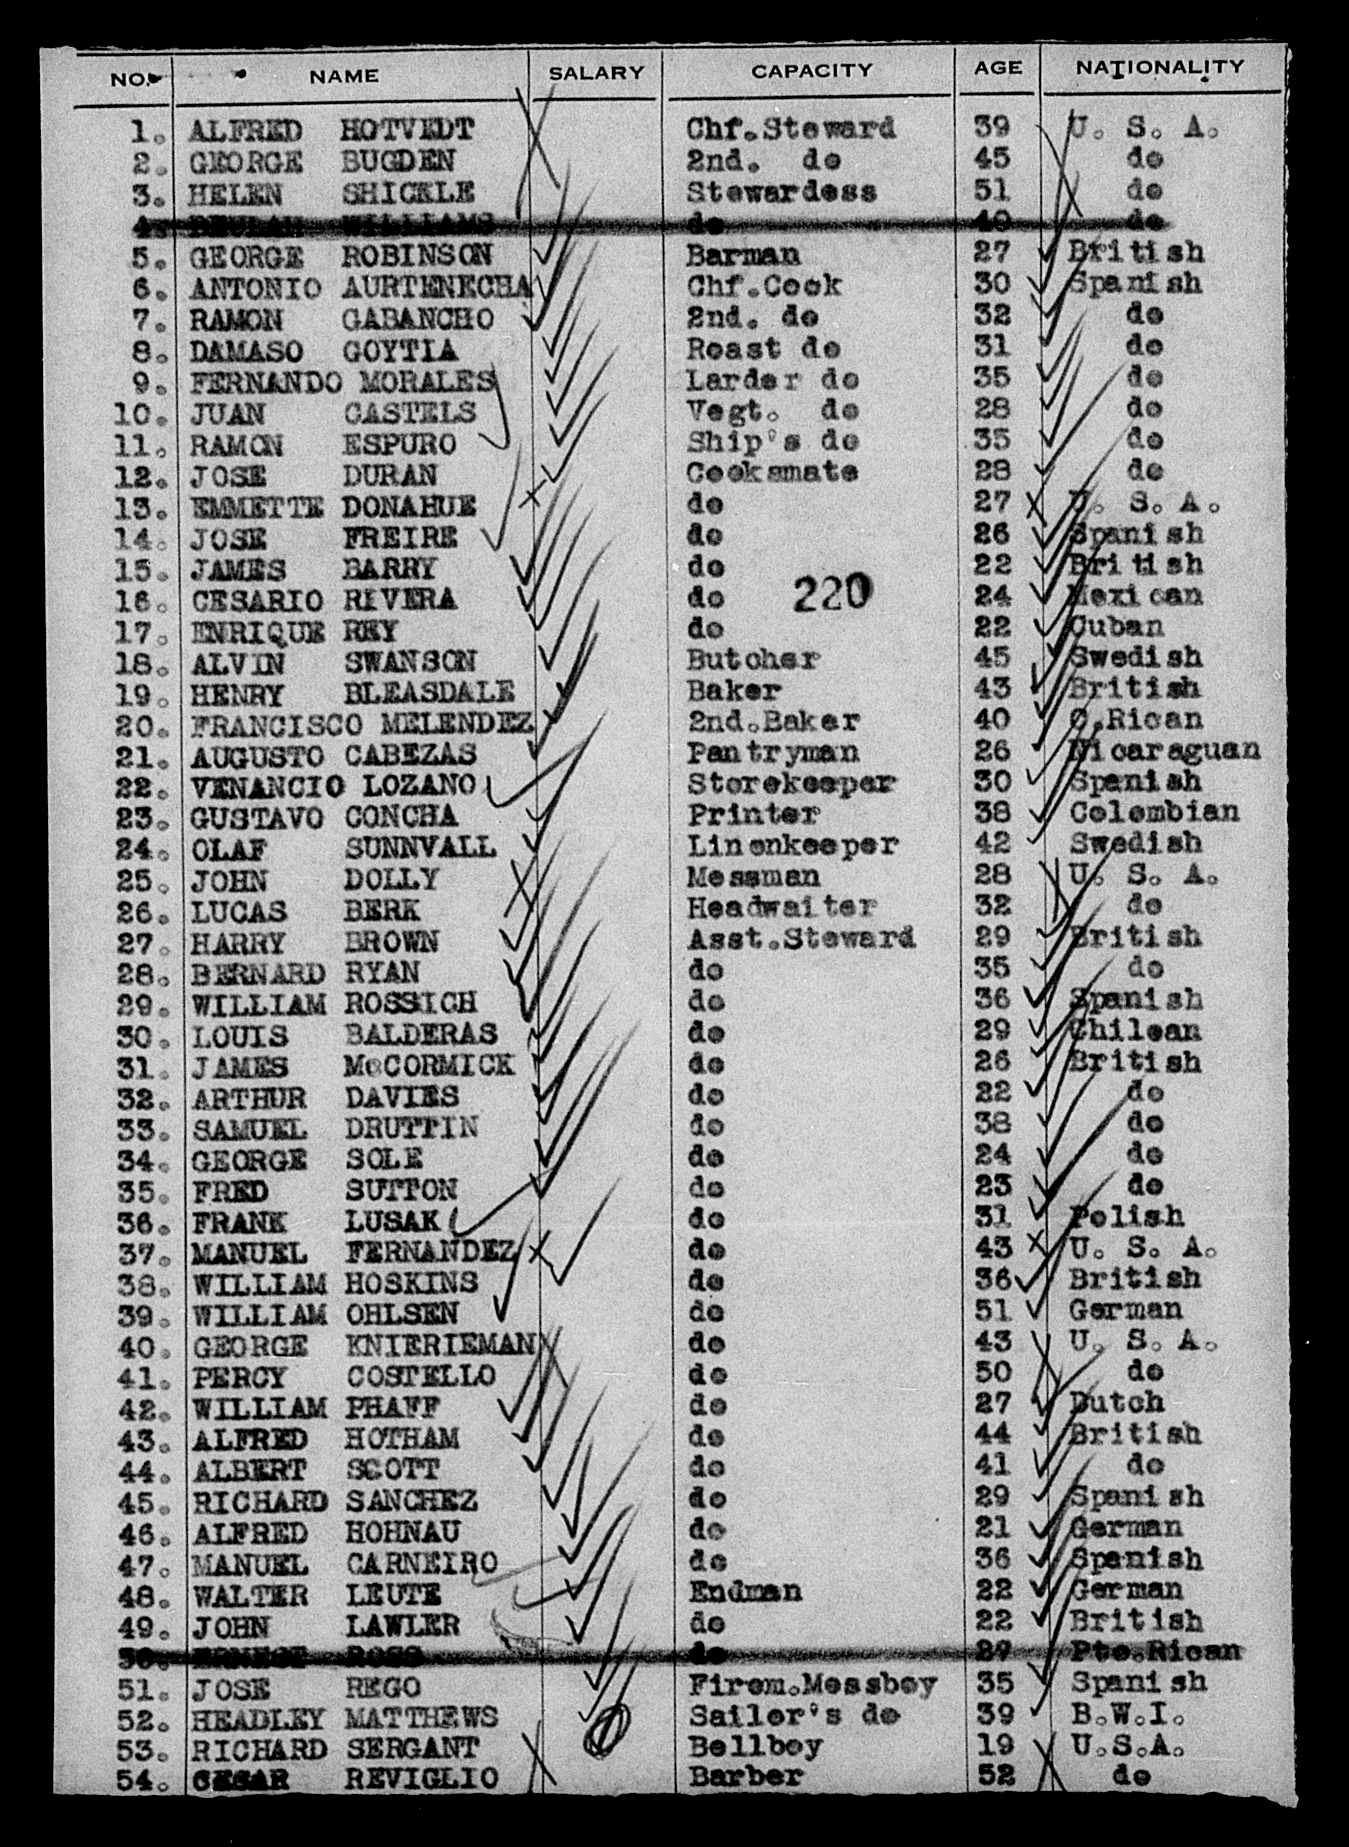 NO. NAME SALARY CAPACITY AGE NATIONALITY
1. ALFRED HOTVEDT Chf.Steward 39 U. S. A.
2. GEORGE BUGDEN 2nd. do 45 do
3. HELEN SHICKLE Stewardess 51 do
4. BEULAH WILLIAMS do 40 do
5. GEORGE ROBINSON Barman 27 British
6. ANTONIO AURTENECHA Chf.Cook 30 Spanish
7. RAMON GABANCHO 2nd. do 32 do
8. DAMASO GOYTIA Roast do 31 do
9. FERNANDO MORALES Larder do 35 do
10. JUAN CASTELS Vegt. do 28 do
11. RAMON ESPURO Ship's do 35 do
12. JOSE DURAN Cooksmate 28 do
13. EMMETTE DONAHUE do 27 U. S. A.
14. JOSE FREIRE do 26 Spanish
15. JAMES BARRY do 22 British
16. CESARIO RIVERA do 220 24 Mexican
17. ENRIQUE REY do 22 Cuban
18. ALVIN SWANSON Butcher 45 Swedish
19. HENRY BLEASDALE Baker 43 British
20. FRANCISCO MELENDEZ 2nd.Baker 40 C.Rican
21. AUGUSTO CABEZAS Pantryman 26 Nicaraguan
22. VENANCIO LOZANO Storekeeper 30 Spanish
23. GUSTAVO CONCHA Printer 38 Colombian
24. OLAF SUNNVALL Linenkeeper 42 Swedish
25. JOHN DOLLY Messman 28 U. S. A.
26. LUCAS BERK Headwaiter 32 do
27. HARRY BROWN Asst.Steward 29 British
28. BERNARD RYAN do 35 do
29. WILLIAM ROSSICH do 36 Spanish
30. LOUIS BALDERAS do 29 Chilean
31. JAMES McCORMICK do 26 British
32. ARTHUR DAVIES do 22 do
33. SAMUEL DRUTTIN do 38 do
34. GEORGE SOLE do 24 do
35. FRED SUTTON do 23 do
36. FRANK LUSAK do 31 Polish
37. MANUEL FERNANDEZ do 43 U. S. A.
38. WILLIAM HOSKINS do 36 British
39. WILLIAM OHLSEN do 51 German
40. GEORGE KNIERIEMAN do 43 U. S. A.
41. PERCY COSTELLO do 50 do
42. WILLIAM PHAFF do 27 Dutch
43. ALFRED HOTHAM do 44 British
44. ALBERT SCOTT do 41 do
45. RICHARD SANCHEZ do 29 Spanish
46. ALFRED HOHNAU do 21 German
47. MANUEL CARNEIRO do 36 Spanish
48. WALTER LEUTE Endman 22 German
49. JOHN LAWLER do 22 British
50. ERNEST ROSS do 27 Pto.Rican
51. JOSE REGO Firem.Messboy 35 Spanish
52. HEADLEY MATTHEWS Sailor's do 39 B.W.I.
53. RICHARD SERGANT Bellboy 19 U.S.A.
54. CESAR REVIGLIO Barber 52 do